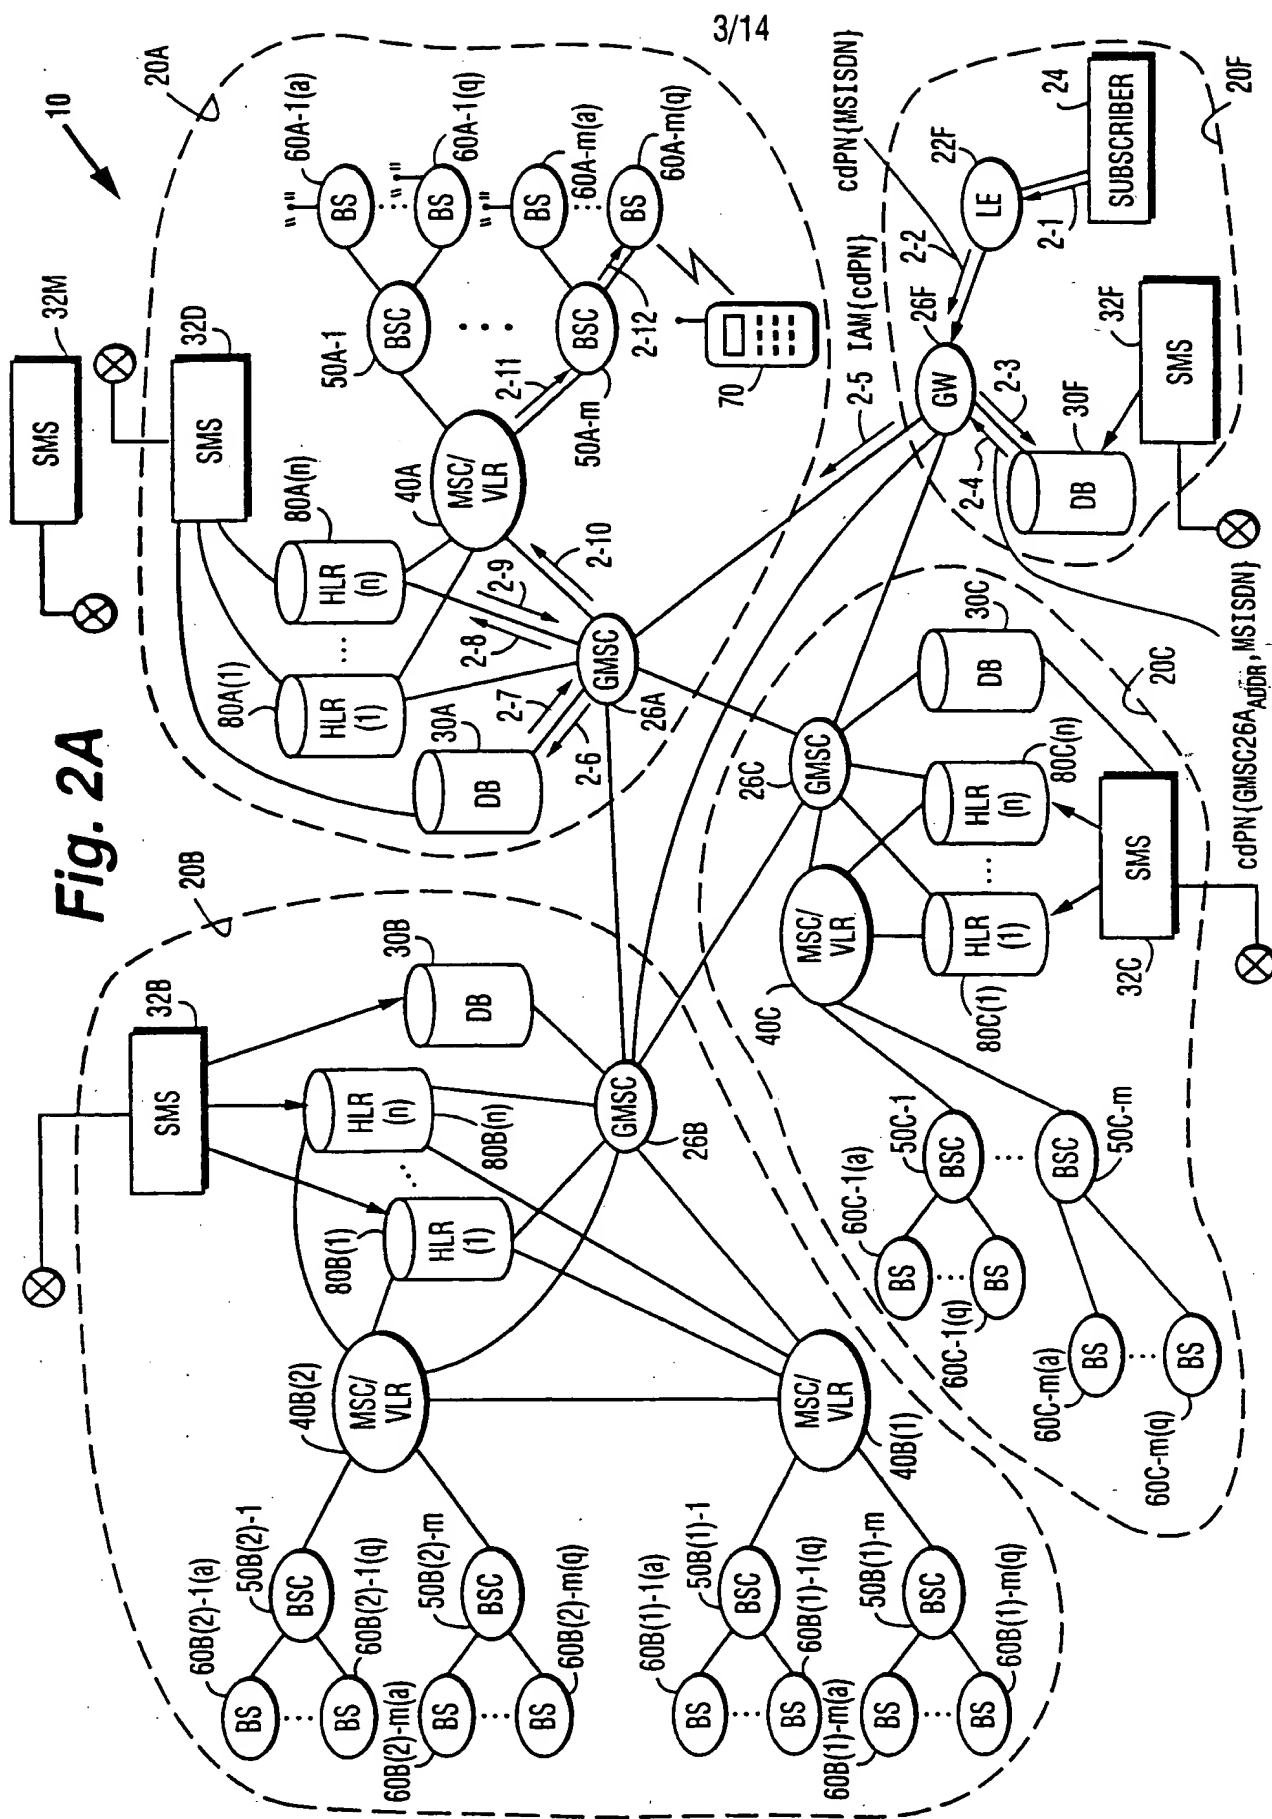 3/14
Fig. 2A
10
20A
SMS
32M
SMS
32D
60A-1(a)
BS
60A-1(q)
BS
60A-m(a)
BS
60A-m(q)
BS
50A-1
BSC
50A-m
BSC
2-12
2-11
70
40A
MSC/
VLR
80A(n)
HLR
(n)
80A(1)
HLR
(1)
2-10
2-9
2-8
2-7
2-6
30A
DB
GMSC
26A
20B
SMS
32B
30B
DB
HLR
(n)
80B(n)
80B(1)
HLR
(1)
GMSC
26B
40B(2)
MSC/
VLR
MSC/
VLR
40B(1)
60B(2)-1(a)
BS
50B(2)-1
BSC
60B(2)-1(q)
BS
60B(2)-m(a)
BS
50B(2)-m
BSC
60B(2)-m(q)
BS
60B(1)-1(a)
BS
50B(1)-1
BSC
60B(1)-1(q)
BS
60B(1)-m(a)
BS
50B(1)-m
BSC
60B(1)-m(q)
BS
cdPN{MSISDN}
IAM{cdPN}
2-5
2-2
22F
LE
2-1
24
SUBSCRIBER
20F
26F
GW
2-3
2-4
30F
DB
32F
SMS
cdPN{GMSC26A ADDR, MSISDN}
20C
26C
GMSC
30C
DB
80C(n)
HLR
(n)
HLR
(1)
80C(1)
SMS
32C
40C
MSC/
VLR
50C-1
BSC
60C-1(a)
BS
BS
60C-1(q)
BSC
50C-m
60C-m(a)
BS
BS
60C-m(q)